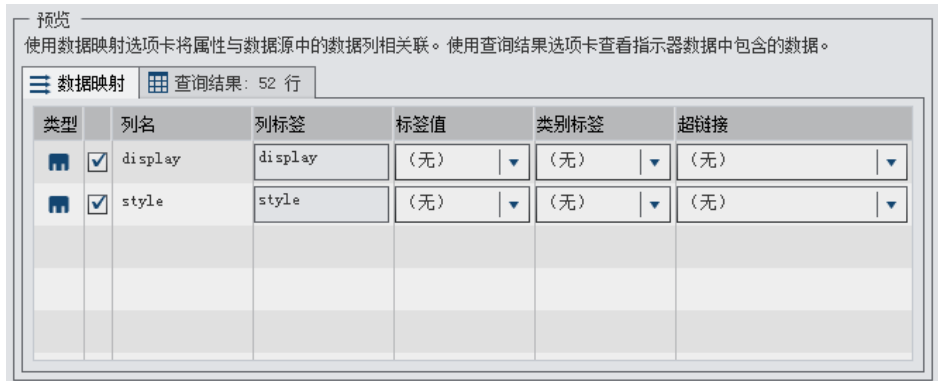 预览
使用数据映射选项卡将属性与数据源中的数据列相关联。使用查询结果选项卡查看指示器数据中包含的数据。
数据映射 查询结果: 52 行
类型 列名 列标签 标签值 类别标签 超链接
display display (无) (无) (无)
style style (无) (无) (无)